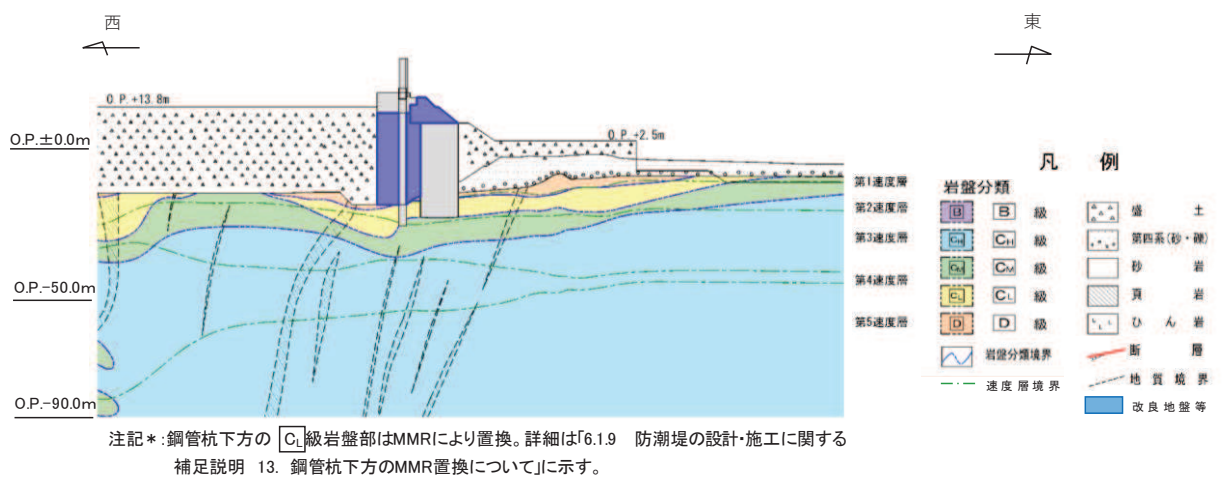 西
東
O.P.+13.8m
O.P.±0.0m
O.P.+2.5m
O.P.-50.0m
O.P.-90.0m
第1速度層
第2速度層
第3速度層
第4速度層
第5速度層
凡 例
岩盤分類
B B 級
CH CH 級
CM CM 級
CL CL 級
D D 級
岩盤分類境界
速度層境界
盛 土
第四系(砂・礫)
砂 岩
頁 岩
ひ ん 岩
断 層
地質境界
改良地盤等
注記*:鋼管杭下方の CL級岩盤部はMMRにより置換。詳細は「6.1.9 防潮堤の設計・施工に関する
補足説明 13. 鋼管杭下方のMMR置換について」に示す。